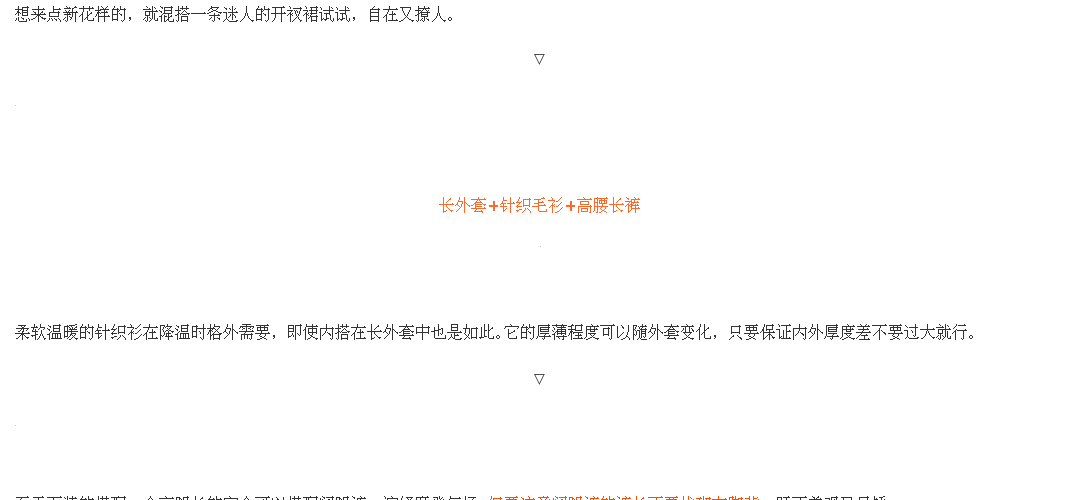 想来点新花样的，就混搭一条迷人的开衩裙试试，自在又撩人。
▽
长外套+针织毛衫+高腰长裤
柔软温暖的针织衫在降温时格外需要，即使内搭在长外套中也是如此。它的厚薄程度可以随外套变化，只要保证内外厚度差不要过大就行。
▽